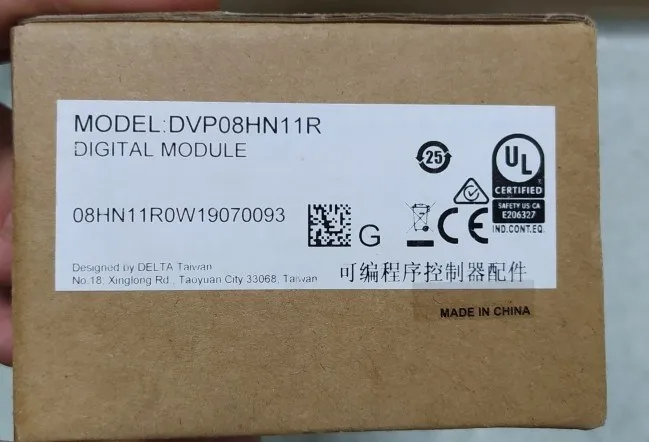 MODEL:DVP08HN11R
DIGITAL MODULE
25
UL
CERTIFIED
SAFETY US CA
E206327
IND.CONT.EQ.
08HN11R0W19070093
G
CE
Designed by DELTA Taiwan
No.18, Xinglong Rd., Taoyuan City 33068, Taiwan
可编程序控制器配件
MADE IN CHINA